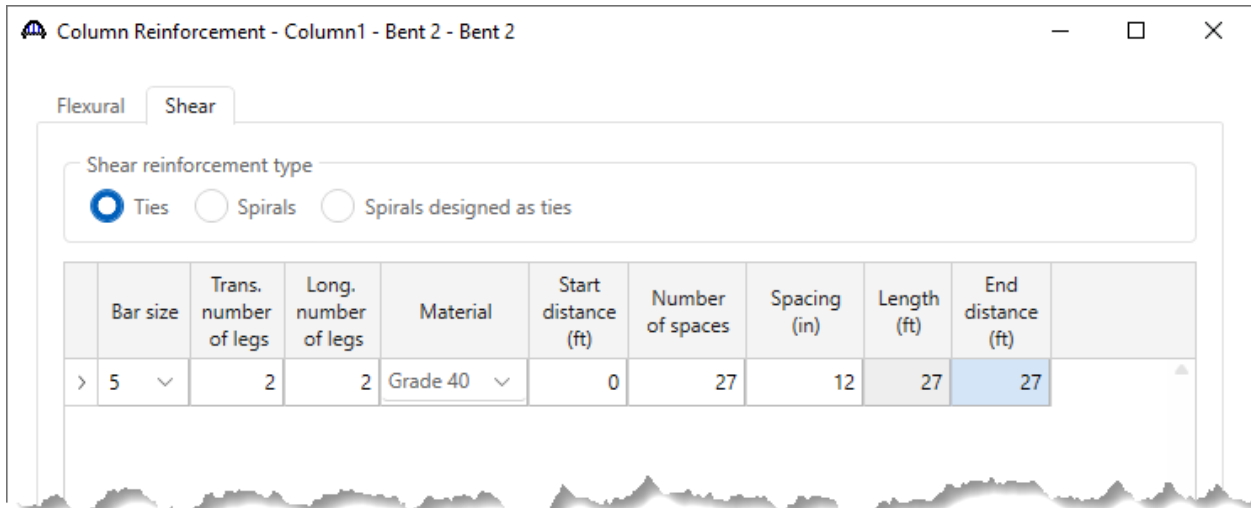 Column Reinforcement - Column1 - Bent 2 - Bent 2
Flexural Shear
Shear reinforcement type
Ties Spirals Spirals designed as ties
Bar size Trans. number of legs Long. number of legs Material Start distance (ft) Number of spaces Spacing (in) Length (ft) End distance (ft)
5 2 2 Grade 40 0 27 12 27 27